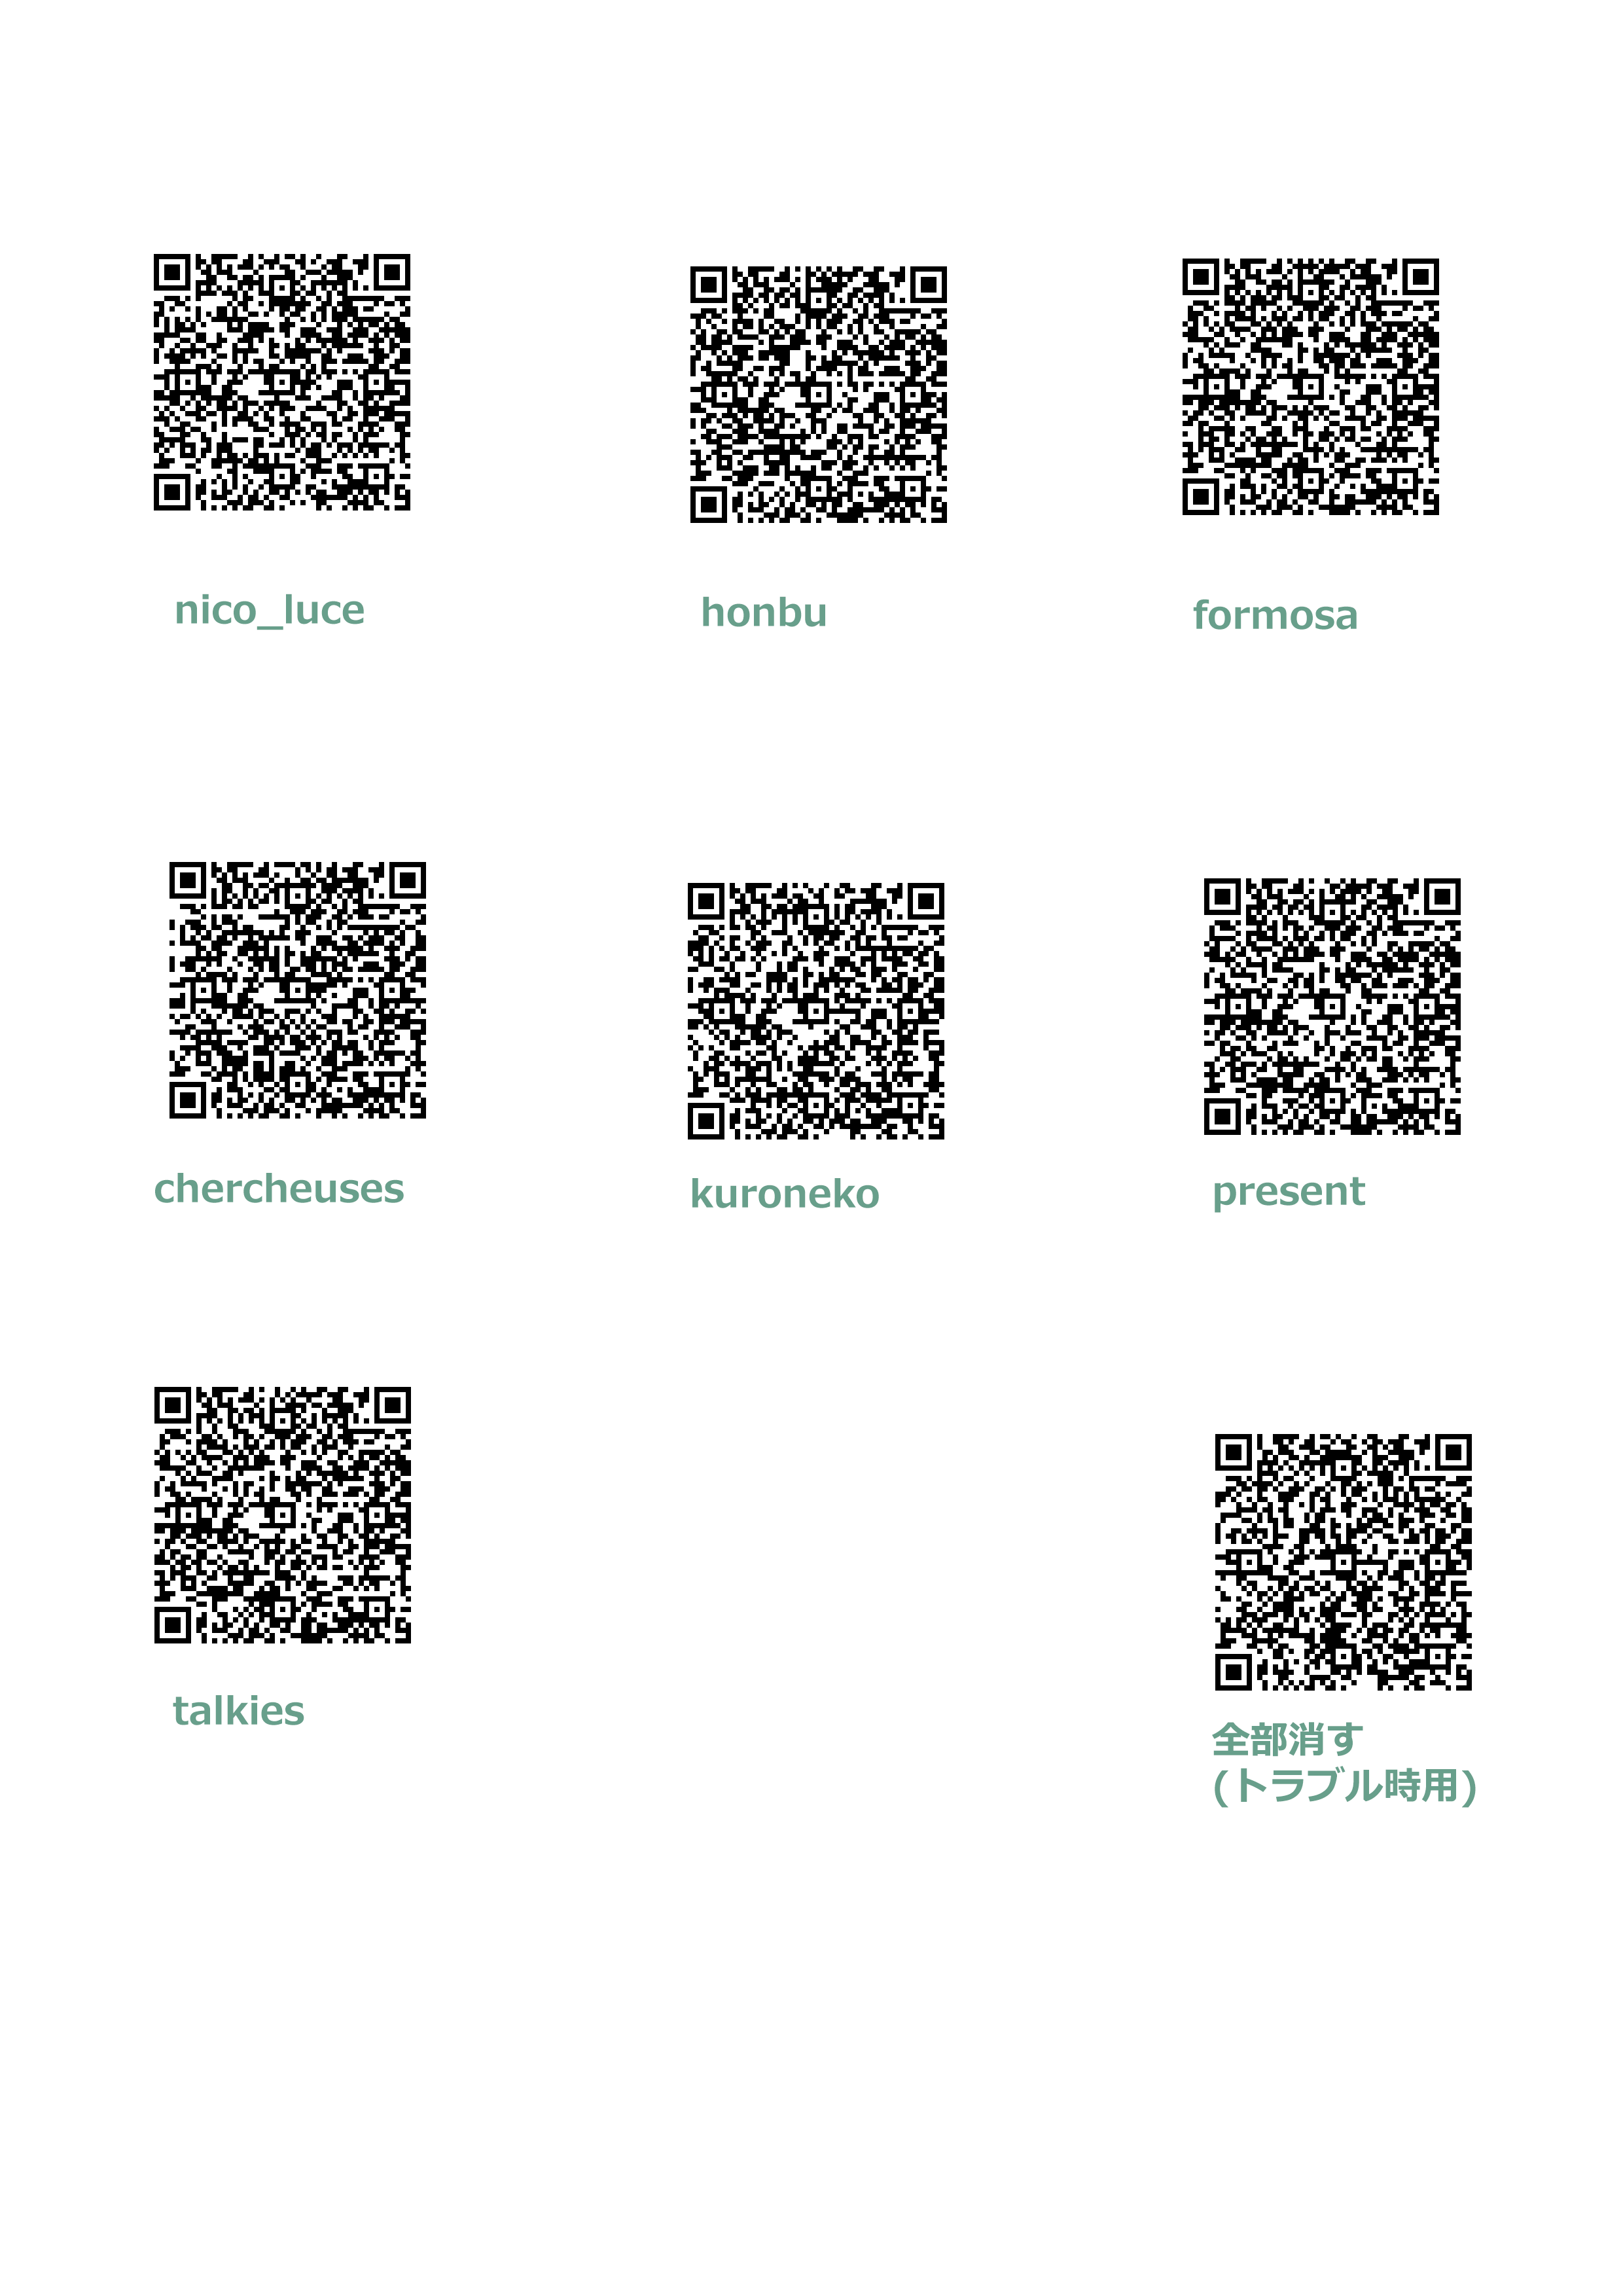 nico_luce
honbu
formosa
chercheuses
kuroneko
present
talkies
全部消す
(トラブル時用)